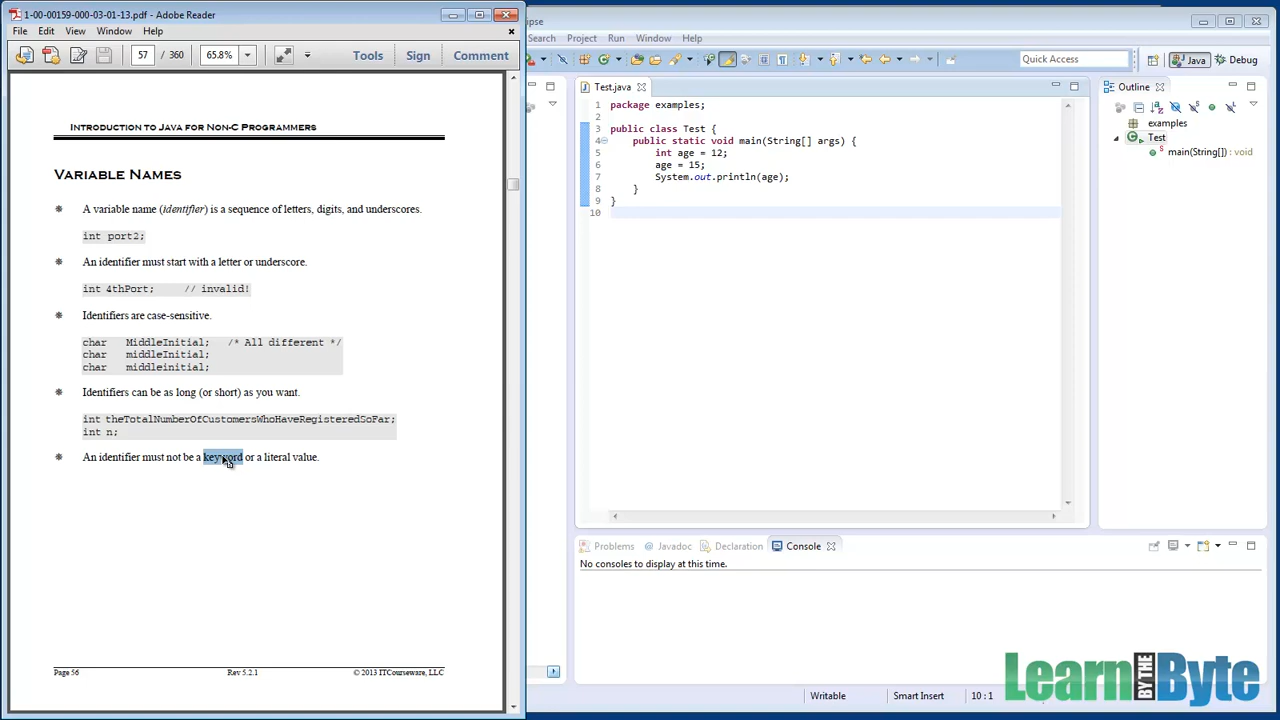 1-00-00159-000-03-01-13.pdf - Adobe Reader
File Edit View Window Help
57 / 360 65.8% Tools Sign Comment
Introduction to Java for Non-C Programmers
Variable Names
A variable name (identifier) is a sequence of letters, digits, and underscores.
int port2;
An identifier must start with a letter or underscore.
int 4thPort; // invalid!
Identifiers are case-sensitive.
char MiddleInitial; /* All different */
char middleInitial;
char middleinitial;
Identifiers can be as long (or short) as you want.
int theTotalNumberOfCustomersWhoHaveRegisteredSoFar;
int n;
An identifier must not be a keyword or a literal value.
Page 56 Rev 5.2.1 © 2013 ITCourseware, LLC
ipse
Search Project Run Window Help
Quick Access Java Debug
Test.java
1 package examples;
2
3 public class Test {
4 public static void main(String[] args) {
5 int age = 12;
6 age = 15;
7 System.out.println(age);
8 }
9 }
10
Outline
examples
Test
main(String[]) : void
Problems Javadoc Declaration Console
No consoles to display at this time.
Writable Smart Insert 10 : 1
Learn BY THE Byte